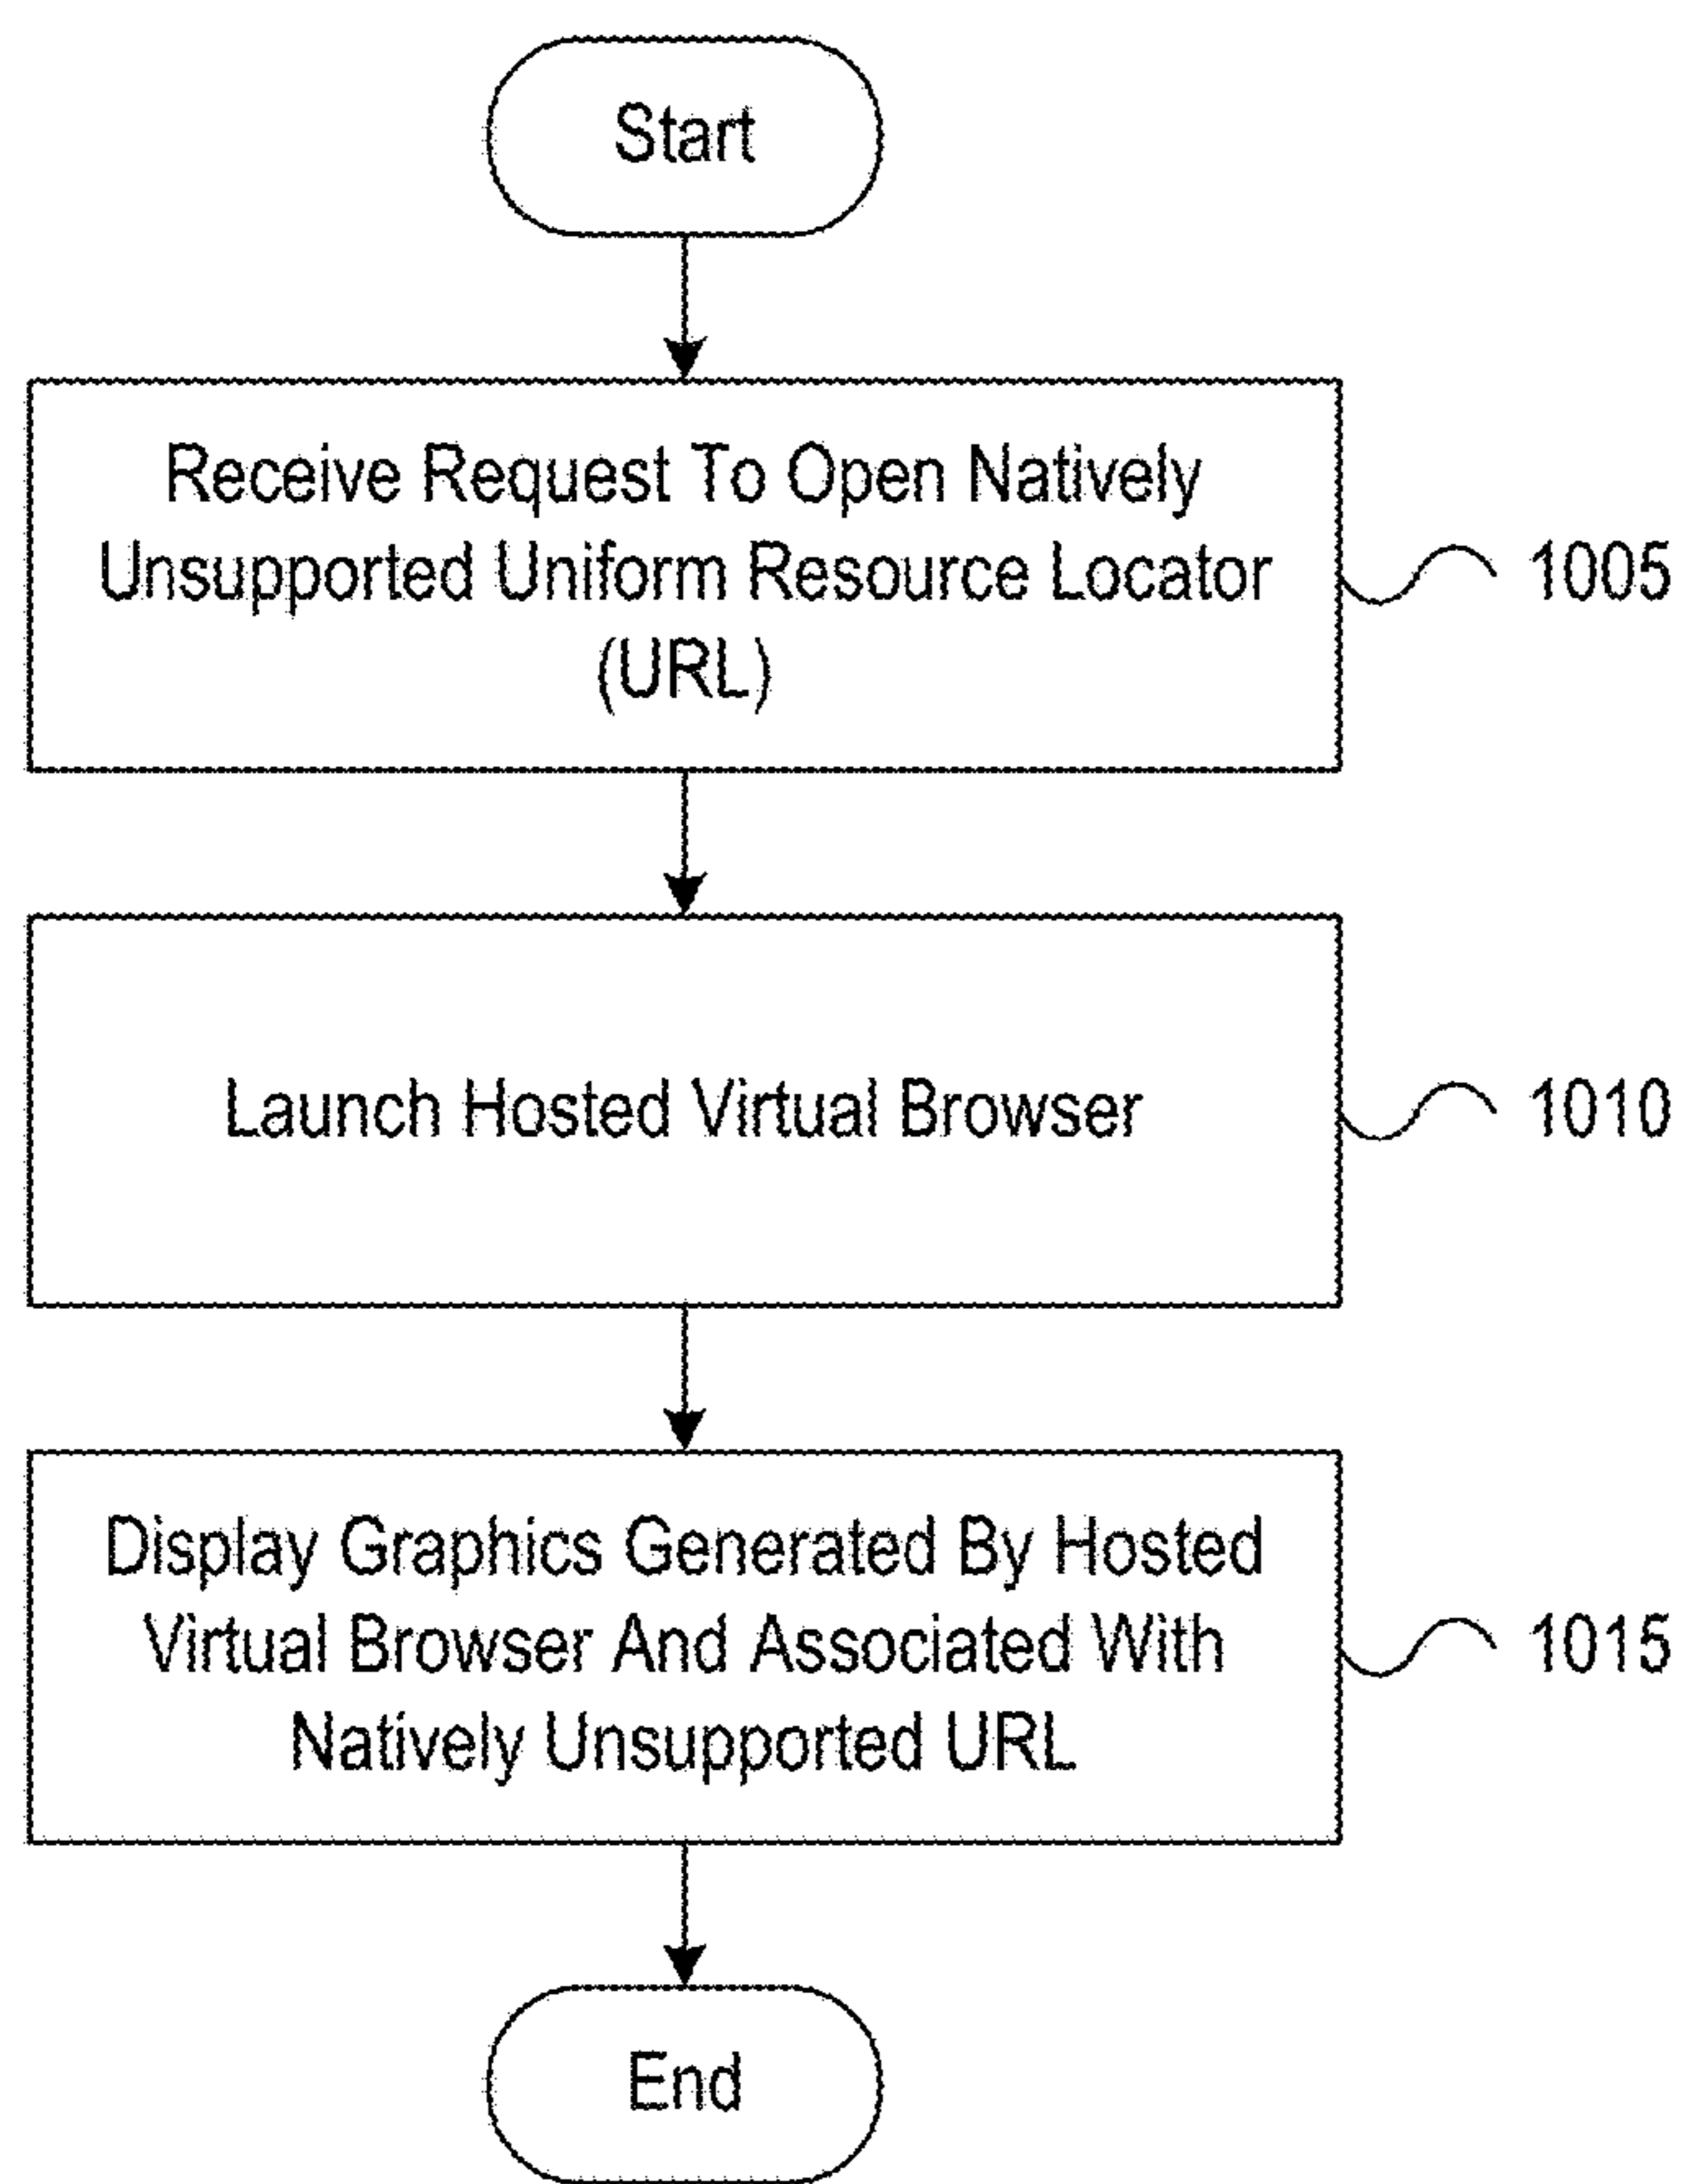 Start
Receive Request To Open Natively
Unsupported Uniform Resource Locator
(URL)
1005
Launch Hosted Virtual Browser
1010
Display Graphics Generated By Hosted
Virtual Browser And Associated With
Natively Unsupported URL
1015
End